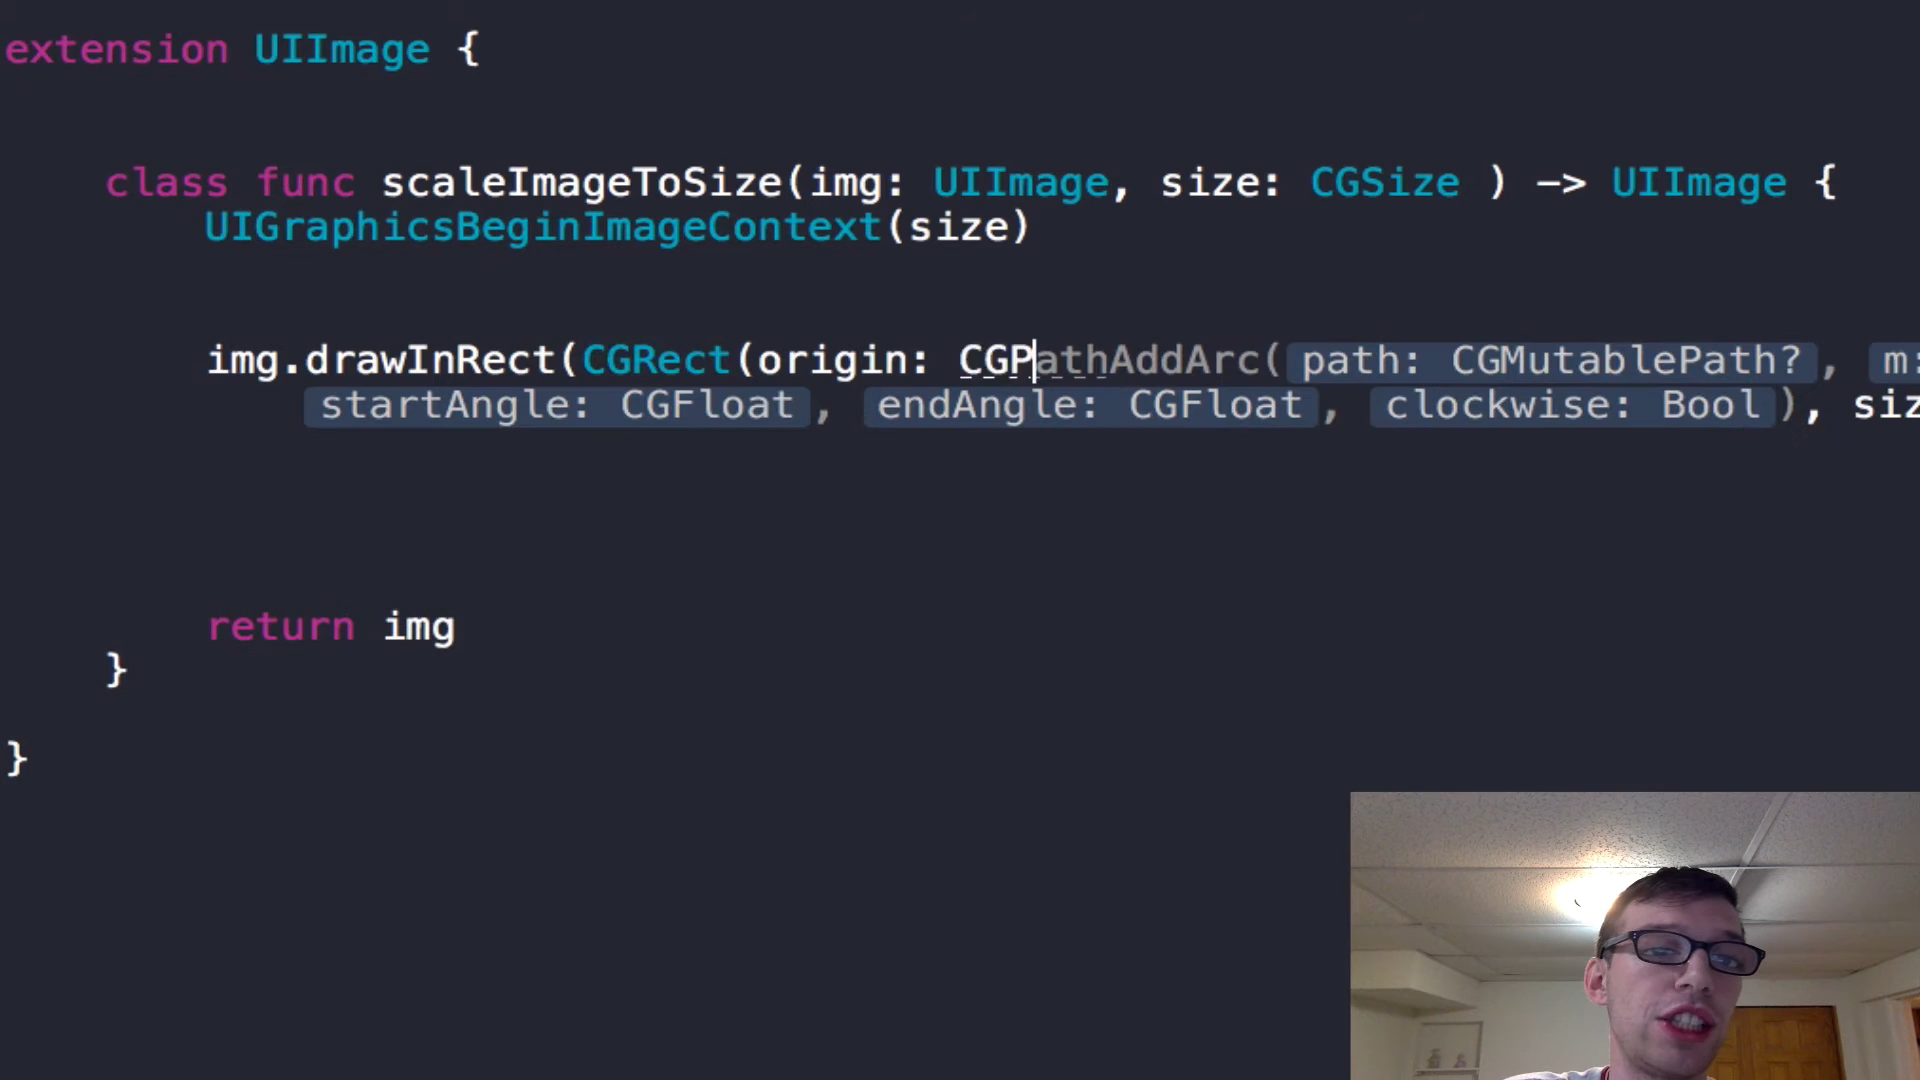 extension UIImage {
class func scaleImageToSize(img: UIImage, size: CGSize ) -> UIImage {
UIGraphicsBeginImageContext(size)
img.drawInRect(CGRect(origin: CGPathAddArc(path: CGMutablePath?, m:
startAngle: CGFloat, endAngle: CGFloat, clockwise: Bool), siz
return img
}
}